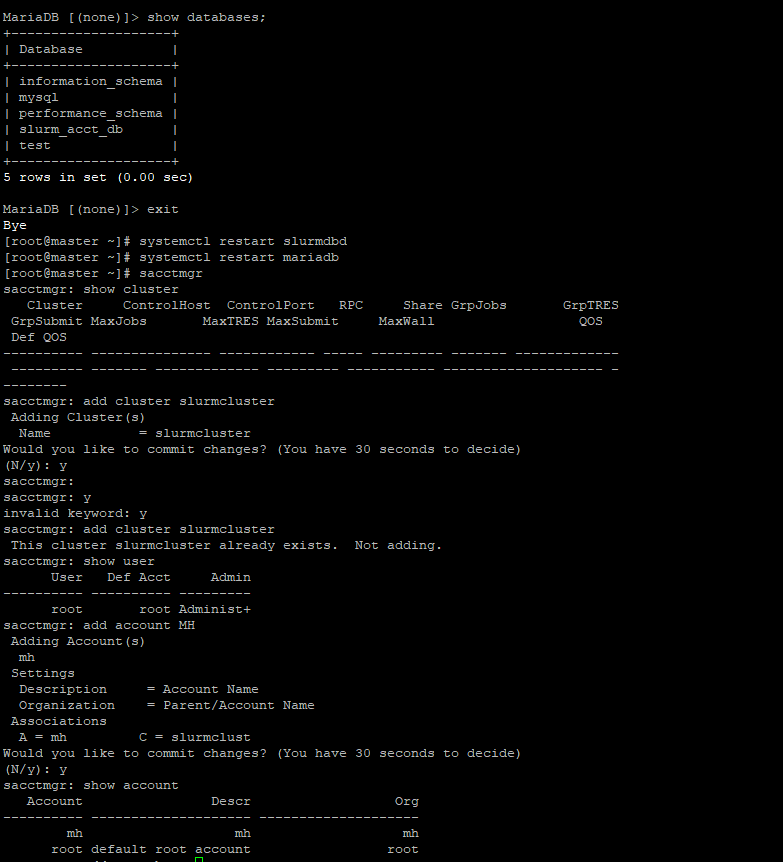 MariaDB [(none)]> show databases;
+--------------------+
| Database           |
+--------------------+
| information_schema |
| mysql              |
| performance_schema |
| slurm_acct_db      |
| test               |
+--------------------+
5 rows in set (0.00 sec)
MariaDB [(none)]> exit
Bye
[root@master ~]# systemctl restart slurmdbd
[root@master ~]# systemctl restart mariadb
[root@master ~]# sacctmgr
sacctmgr: show cluster
   Cluster     ControlHost  ControlPort   RPC     Share GrpJobs       GrpTRES
 GrpSubmit MaxJobs       MaxTRES MaxSubmit     MaxWall                  QOS
 Def QOS
---------- --------------- ------------ ----- --------- ------- -------------
 --------- ------- ------------- --------- ----------- -------------------- -
--------
sacctmgr: add cluster slurmcluster
 Adding Cluster(s)
  Name           = slurmcluster
Would you like to commit changes? (You have 30 seconds to decide)
(N/y): y
sacctmgr:
sacctmgr: y
invalid keyword: y
sacctmgr: add cluster slurmcluster
 This cluster slurmcluster already exists.  Not adding.
sacctmgr: show user
      User   Def Acct     Admin
---------- ---------- ---------
      root       root Administ+
sacctmgr: add account MH
 Adding Account(s)
  mh
 Settings
  Description     = Account Name
  Organization    = Parent/Account Name
 Associations
  A = mh         C = slurmclust
Would you like to commit changes? (You have 30 seconds to decide)
(N/y): y
sacctmgr: show account
   Account                Descr                  Org
---------- -------------------- --------------------
        mh                   mh                   mh
      root default root account                 root